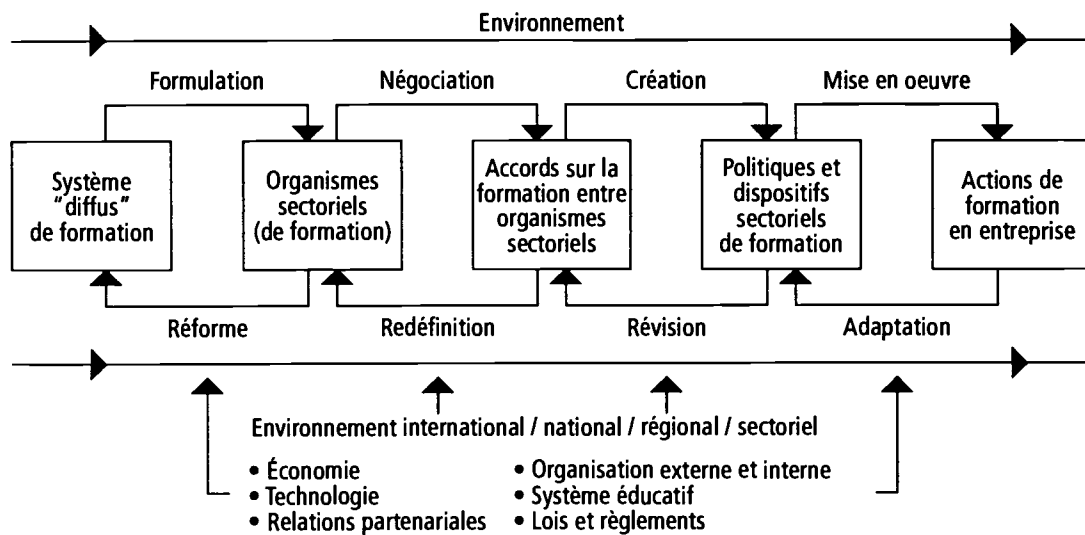 Environnement
Formulation
Négociation
Création
Mise en oeuvre
Système
"diffus"
de formation
Organismes
sectoriels
(de formation)
Accords sur la
formation entre
organismes
sectoriels
Politiques et
dispositifs
sectoriels
de formation
Actions de
formation
en entreprise
Réforme
Redéfinition
Révision
Adaptation
Environnement international / national / régional / sectoriel
• Économie
• Technologie
• Relations partenariales
• Organisation externe et interne
• Système éducatif
• Lois et règlements